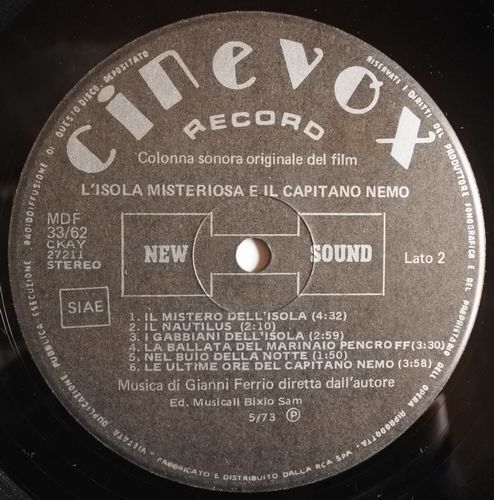 cinevox
RECORD
Colonna sonora originale del film
L'ISOLA MISTERIOSA E IL CAPITANO NEMO
MDF
33/62
CKAY
27211
STEREO
NEW SOUND
Lato 2
SIAE
1. IL MISTERO DELL'ISOLA (4:32)
2. IL NAUTILUS (2:10)
3. I GABBIANI DELL'ISOLA (2:59)
4. LA BALLATA DEL MARINAIO PENCROFF (3:30)
5. NEL BUIO DELLA NOTTE (1:50)
6. LE ULTIME ORE DEL CAPITANO NEMO (3:58)
Musica di Gianni Ferrio diretta dall'autore
Ed. Musicali Bixio Sam
5/73 Ⓟ
RISERVATI I DIRITTI DEL PRODUTTORE FONOGRAFICO E DEL PROPRIETARIO DELL'OPERA RIPRODOTTA.
VIETATA DUPLICAZIONE PUBBLICA ESECUZIONE RADIODIFFUSIONE DI QUESTO DISCO DEPOSITATO
- FABBRICATO E DISTRIBUITO DALLA RCA SPA